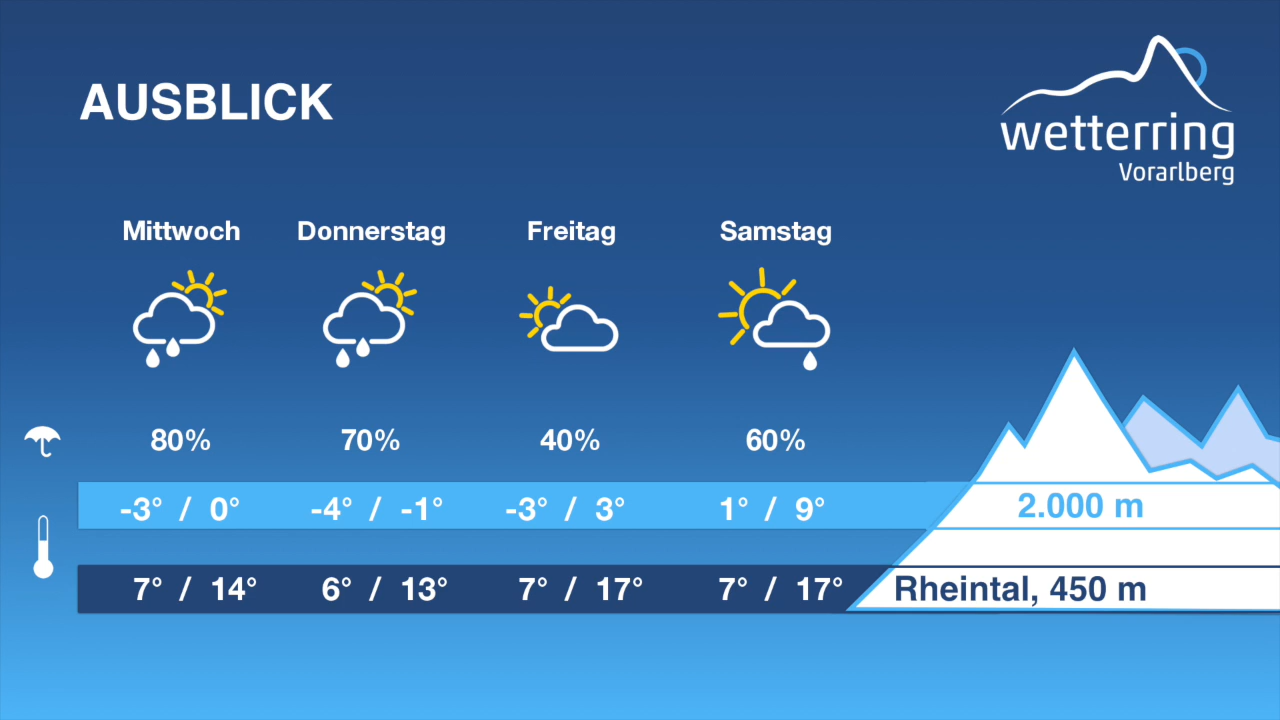 AUSBLICK
wetterring
Vorarlberg
Mittwoch Donnerstag Freitag Samstag
80% 70% 40% 60%
-3° / 0° -4° / -1° -3° / 3° 1° / 9° 2.000 m
7° / 14° 6° / 13° 7° / 17° 7° / 17° Rheintal, 450 m